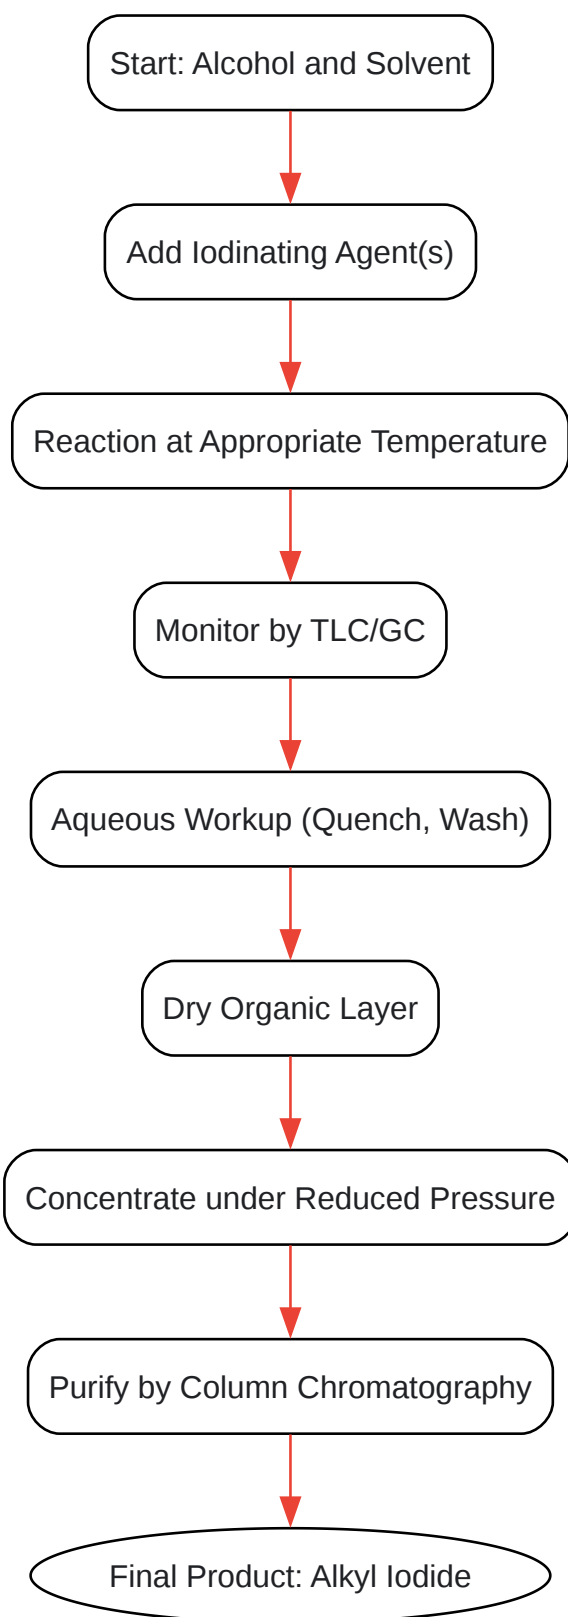 Start: Alcohol and Solvent
Add Iodinating Agent(s)
Reaction at Appropriate Temperature
Monitor by TLC/GC
Aqueous Workup (Quench, Wash)
Dry Organic Layer
Concentrate under Reduced Pressure
Purify by Column Chromatography
Final Product: Alkyl Iodide